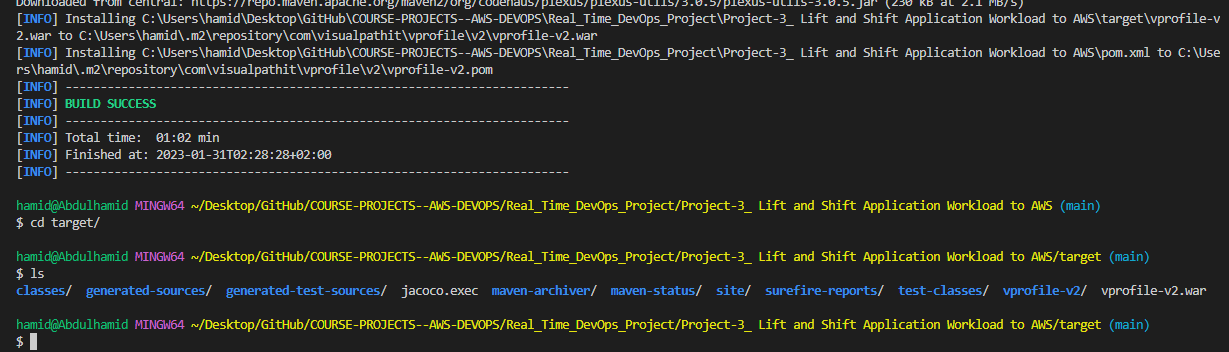 Downloaded from central: https://repo.maven.apache.org/maven2/org/codehaus/plexus/plexus-utils/3.0.5/plexus-utils-3.0.5.jar (230 kB at 2.1 MB/s)
[INFO] Installing C:\Users\hamid\Desktop\GitHub\COURSE-PROJECTS--AWS-DEVOPS\Real_Time_DevOps_Project\Project-3_ Lift and Shift Application Workload to AWS\target\vprofile-v
2.war to C:\Users\hamid\.m2\repository\com\visualpathit\vprofile\v2\vprofile-v2.war
[INFO] Installing C:\Users\hamid\Desktop\GitHub\COURSE-PROJECTS--AWS-DEVOPS\Real_Time_DevOps_Project\Project-3_ Lift and Shift Application Workload to AWS\pom.xml to C:\Use
rs\hamid\.m2\repository\com\visualpathit\vprofile\v2\vprofile-v2.pom
[INFO] ------------------------------------------------------------------------
[INFO] BUILD SUCCESS
[INFO] ------------------------------------------------------------------------
[INFO] Total time:  01:02 min
[INFO] Finished at: 2023-01-31T02:28:28+02:00
[INFO] ------------------------------------------------------------------------
hamid@Abdulhamid MINGW64 ~/Desktop/GitHub/COURSE-PROJECTS--AWS-DEVOPS/Real_Time_DevOps_Project/Project-3_ Lift and Shift Application Workload to AWS (main)
$ cd target/
hamid@Abdulhamid MINGW64 ~/Desktop/GitHub/COURSE-PROJECTS--AWS-DEVOPS/Real_Time_DevOps_Project/Project-3_ Lift and Shift Application Workload to AWS/target (main)
$ ls
classes/  generated-sources/  generated-test-sources/  jacoco.exec  maven-archiver/  maven-status/  site/  surefire-reports/  test-classes/  vprofile-v2/  vprofile-v2.war
hamid@Abdulhamid MINGW64 ~/Desktop/GitHub/COURSE-PROJECTS--AWS-DEVOPS/Real_Time_DevOps_Project/Project-3_ Lift and Shift Application Workload to AWS/target (main)
$